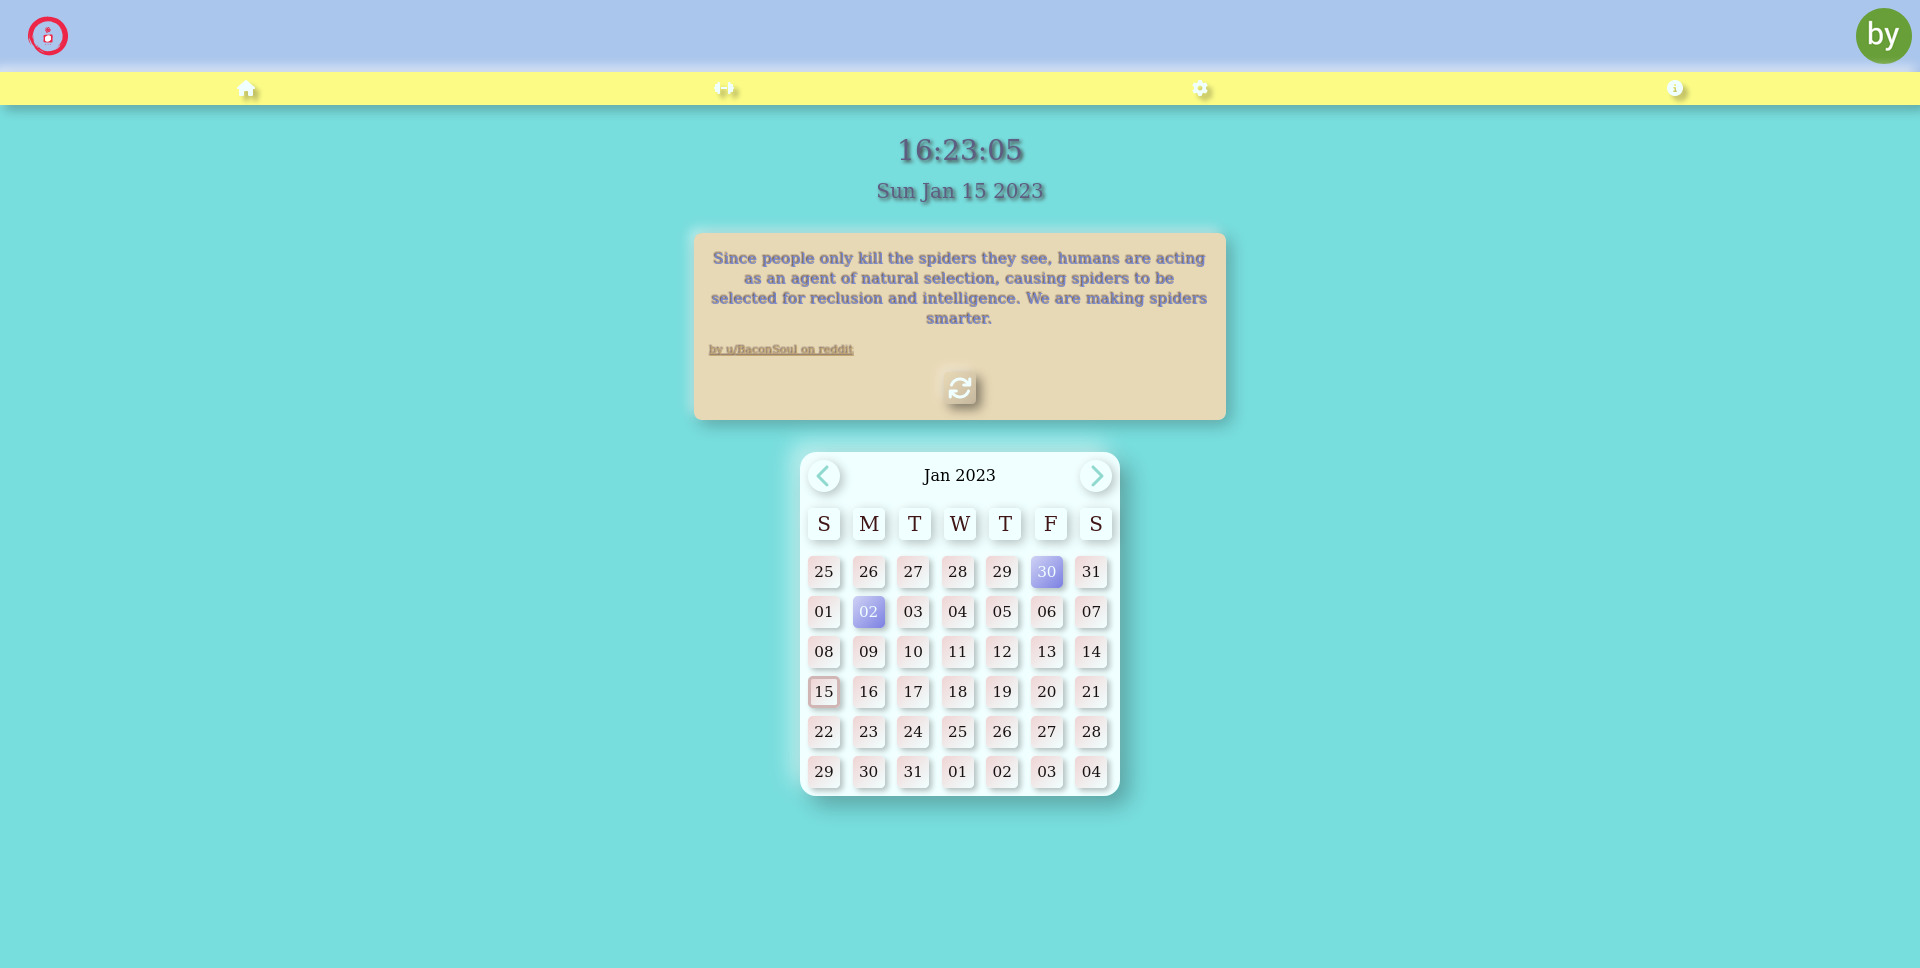 by
16:23:05
Sun Jan 15 2023
Since people only kill the spiders they see, humans are acting
as an agent of natural selection, causing spiders to be
selected for reclusion and intelligence. We are making spiders
smarter.
by u/BaconSoul on reddit
Jan 2023
S M T W T F S
25 26 27 28 29 30 31
01 02 03 04 05 06 07
08 09 10 11 12 13 14
15 16 17 18 19 20 21
22 23 24 25 26 27 28
29 30 31 01 02 03 04